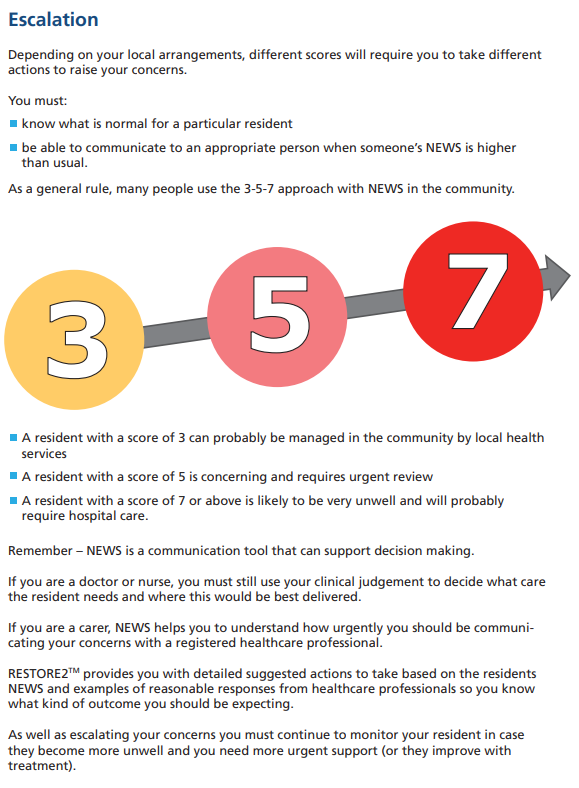 Escalation
Depending on your local arrangements, different scores will require you to take different
actions to raise your concerns.
You must:
know what is normal for a particular resident
be able to communicate to an appropriate person when someone’s NEWS is higher
than usual.
As a general rule, many people use the 3-5-7 approach with NEWS in the community.
3
5
7
A resident with a score of 3 can probably be managed in the community by local health
services
A resident with a score of 5 is concerning and requires urgent review
A resident with a score of 7 or above is likely to be very unwell and will probably
require hospital care.
Remember – NEWS is a communication tool that can support decision making.
If you are a doctor or nurse, you must still use your clinical judgement to decide what care
the resident needs and where this would be best delivered.
If you are a carer, NEWS helps you to understand how urgently you should be communi-
cating your concerns with a registered healthcare professional.
RESTORE2™ provides you with detailed suggested actions to take based on the residents
NEWS and examples of reasonable responses from healthcare professionals so you know
what kind of outcome you should be expecting.
As well as escalating your concerns you must continue to monitor your resident in case
they become more unwell and you need more urgent support (or they improve with
treatment).